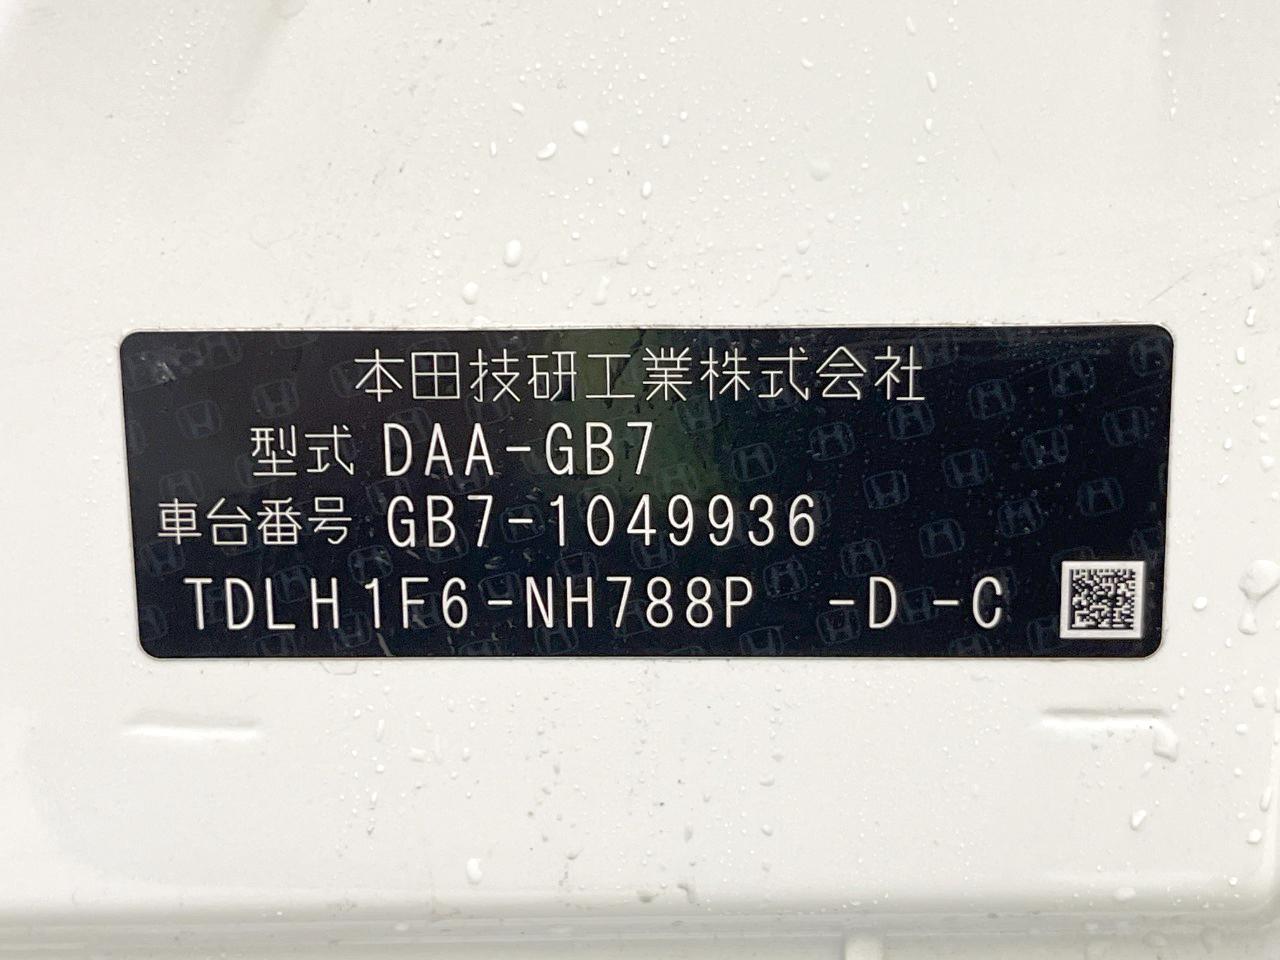 本田技研工業株式会社
型式 DAA-GB7
車台番号 GB7-1049936
TDLH1F6-NH788P -D-C